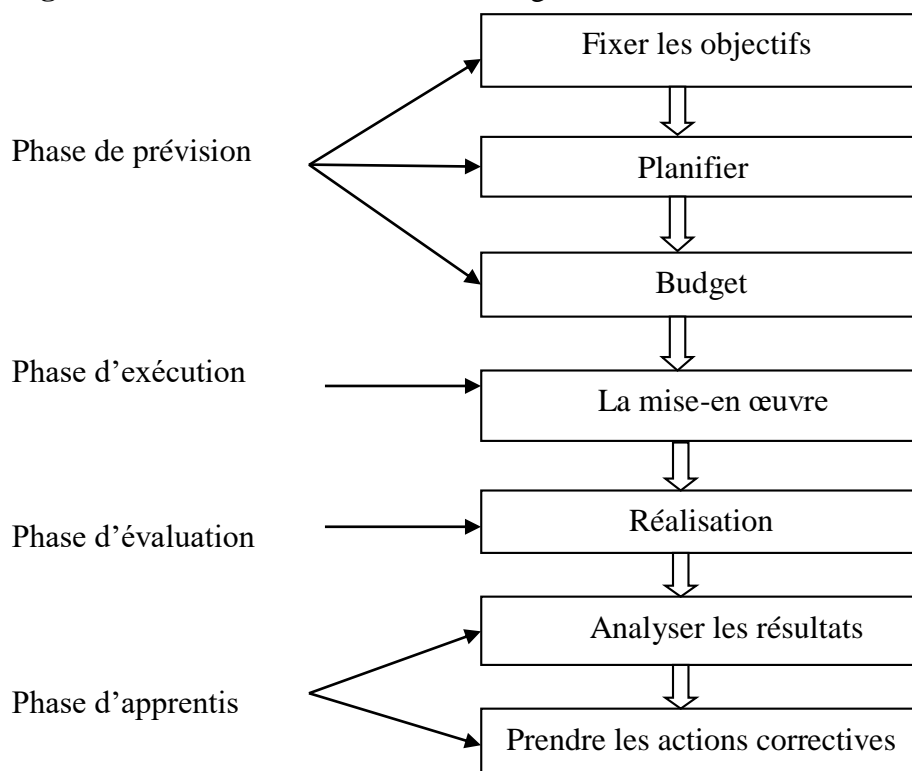 Fixer les objectifs
Phase de prévision
Planifier
Budget
Phase d’exécution
La mise-en œuvre
Réalisation
Phase d’évaluation
Analyser les résultats
Phase d’apprentis
Prendre les actions correctives